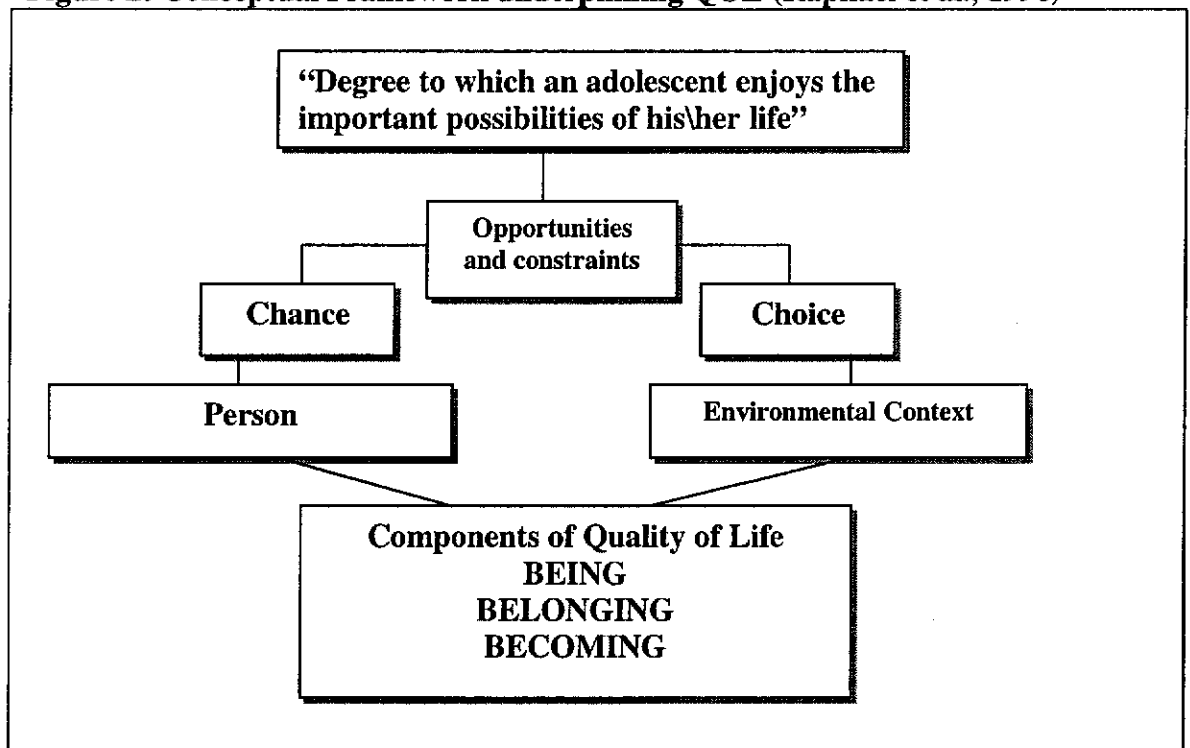 "Degree to which an adolescent enjoys the
important possibilities of his\her life"
Opportunities
and constraints
Chance
Choice
Person
Environmental Context
Components of Quality of Life
BEING
BELONGING
BECOMING